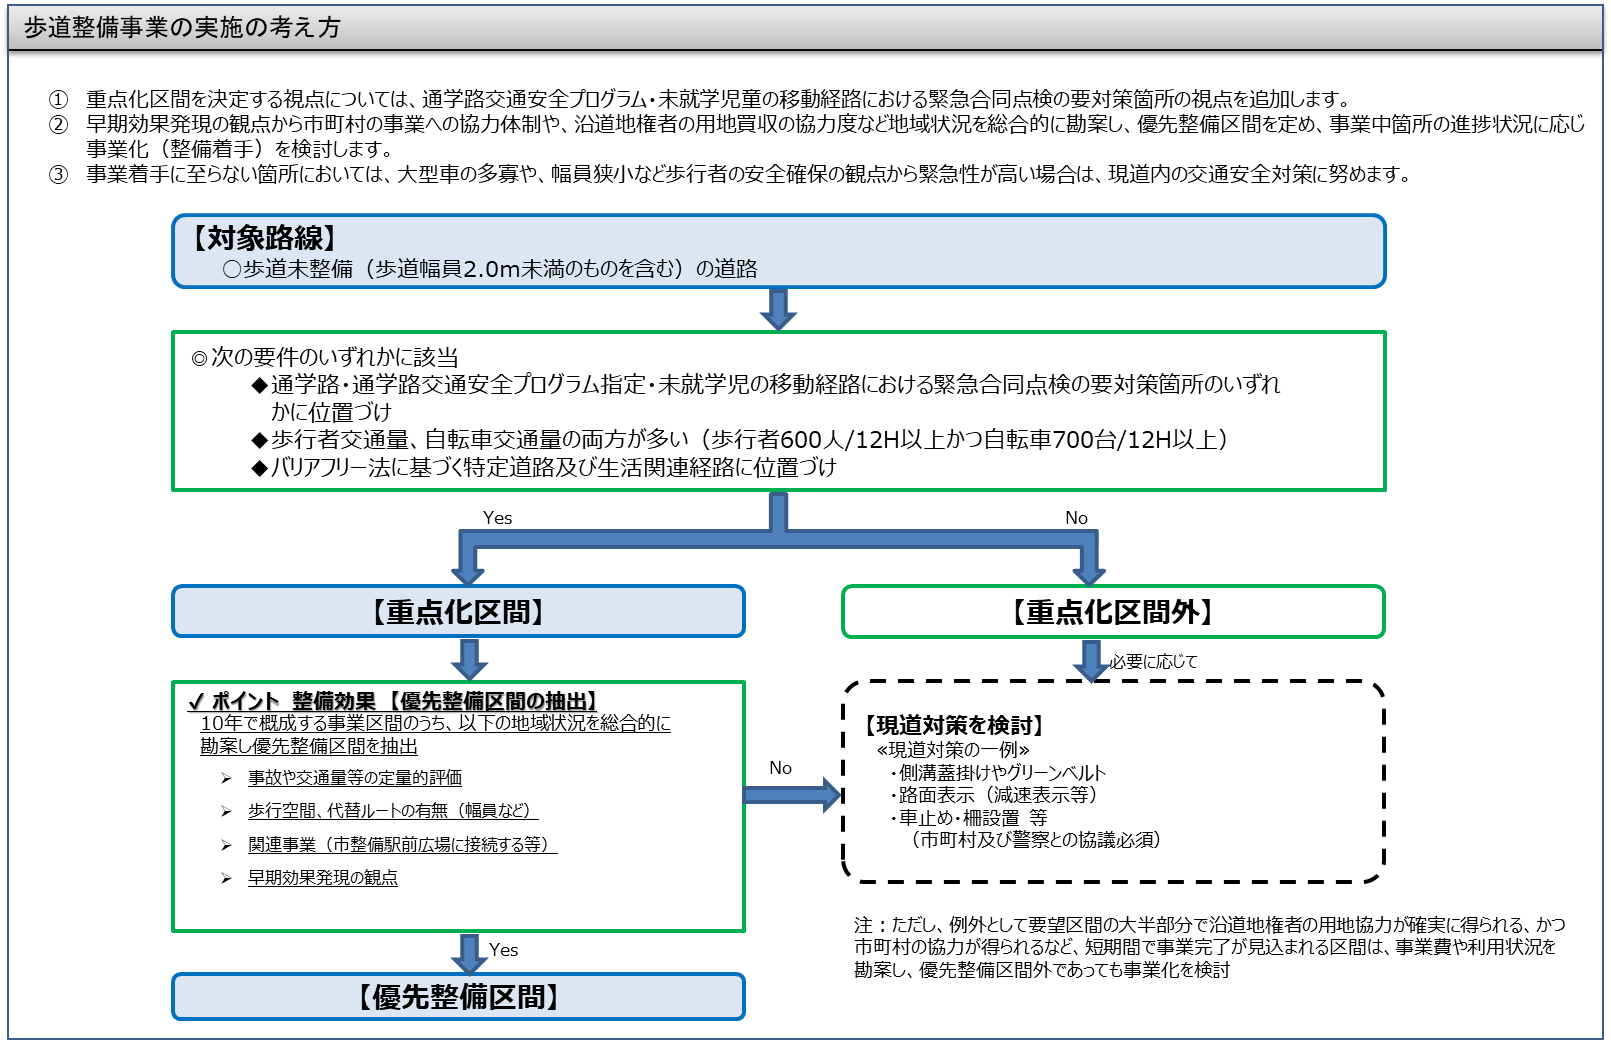 歩道整備事業の実施の考え方
① 重点化区間を決定する視点については、通学路交通安全プログラム・未就学児童の移動経路における緊急合同点検の要対策箇所の視点を追加します。
② 早期効果発現の観点から市町村の事業への協力体制や、沿道地権者の用地買収の協力度など地域状況を総合的に勘案し、優先整備区間を定め、事業中箇所の進捗状況に応じ
事業化（整備着手）を検討します。
③ 事業着手に至らない箇所においては、大型車の多寡や、幅員狭小など歩行者の安全確保の観点から緊急性が高い場合は、現道内の交通安全対策に努めます。
【対象路線】
○歩道未整備（歩道幅員2.0m未満のものを含む）の道路
◎次の要件のいずれかに該当
◆通学路・通学路交通安全プログラム指定・未就学児の移動経路における緊急合同点検の要対策箇所のいずれ
かに位置づけ
◆歩行者交通量、自転車交通量の両方が多い（歩行者600人/12H以上かつ自転車700台/12H以上）
◆バリアフリー法に基づく特定道路及び生活関連経路に位置づけ
Yes
No
【重点化区間】
【重点化区間外】
必要に応じて
✓ ポイント 整備効果 【優先整備区間の抽出】
10年で概成する事業区間のうち、以下の地域状況を総合的に
勘案し優先整備区間を抽出
➢ 事故や交通量等の定量的評価
➢ 歩行空間、代替ルートの有無（幅員など）
➢ 関連事業（市整備駅前広場に接続する等）
➢ 早期効果発現の観点
No
【現道対策を検討】
≪現道対策の一例≫
・側溝蓋掛けやグリーンベルト
・路面表示（減速表示等）
・車止め・柵設置 等
（市町村及び警察との協議必須）
Yes
【優先整備区間】
注：ただし、例外として要望区間の大半部分で沿道地権者の用地協力が確実に得られる、かつ
市町村の協力が得られるなど、短期間で事業完了が見込まれる区間は、事業費や利用状況を
勘案し、優先整備区間外であっても事業化を検討